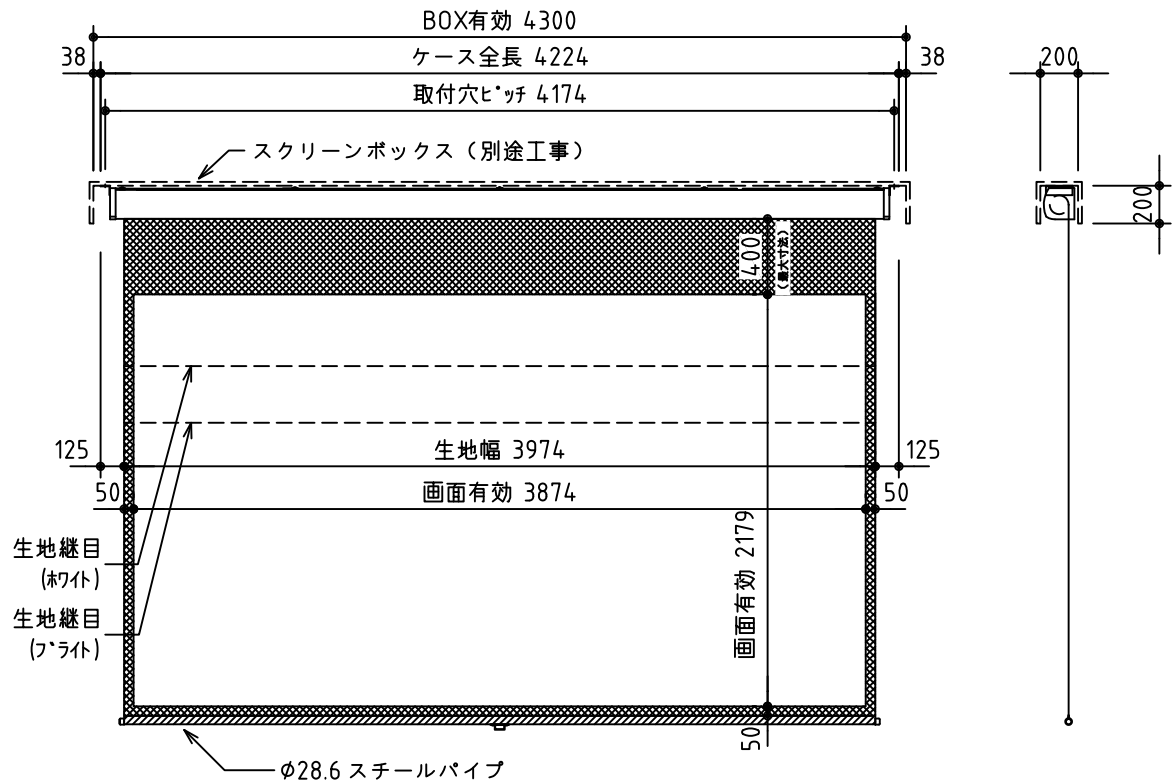 BOX有効 4300
38
ケース全長 4224
38
200
取付穴ピッチ 4174
スクリーンボックス（別途工事）
200
400
(最大寸法)
125
生地幅 3974
125
50
画面有効 3874
50
画面有効 2179
生地継目
(ホワイト)
生地継目
(ブライト)
50
φ28.6 スチールパイプ